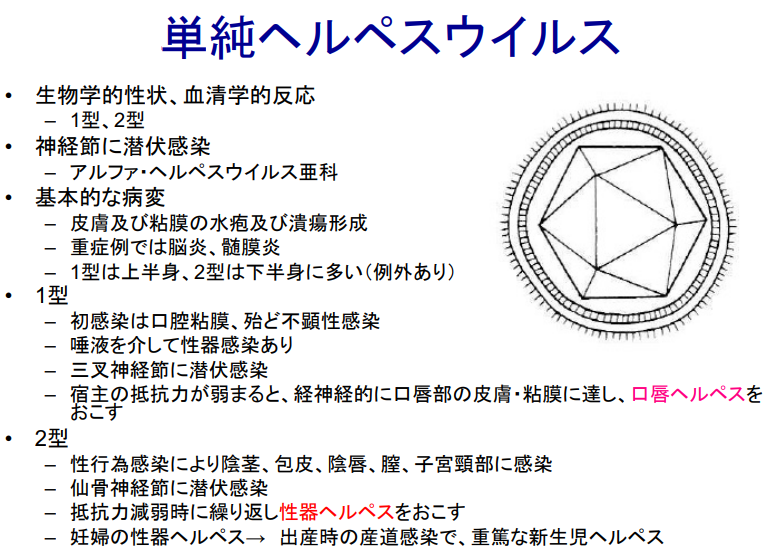 単純ヘルペスウイルス
• 生物学的性状、血清学的反応
– 1型、2型
• 神経節に潜伏感染
– アルファ・ヘルペスウイルス亜科
• 基本的な病変
– 皮膚及び粘膜の水疱及び潰瘍形成
– 重症例では脳炎、髄膜炎
– 1型は上半身、2型は下半身に多い（例外あり）
• 1型
– 初感染は口腔粘膜、殆ど不顕性感染
– 唾液を介して性器感染あり
– 三叉神経節に潜伏感染
– 宿主の抵抗力が弱まると、経神経的に口唇部の皮膚・粘膜に達し、口唇ヘルペスを
おこす
• 2型
– 性行為感染により陰茎、包皮、陰唇、膣、子宮頸部に感染
– 仙骨神経節に潜伏感染
– 抵抗力減弱時に繰り返し性器ヘルペスをおこす
– 妊婦の性器ヘルペス→ 出産時の産道感染で、重篤な新生児ヘルペス